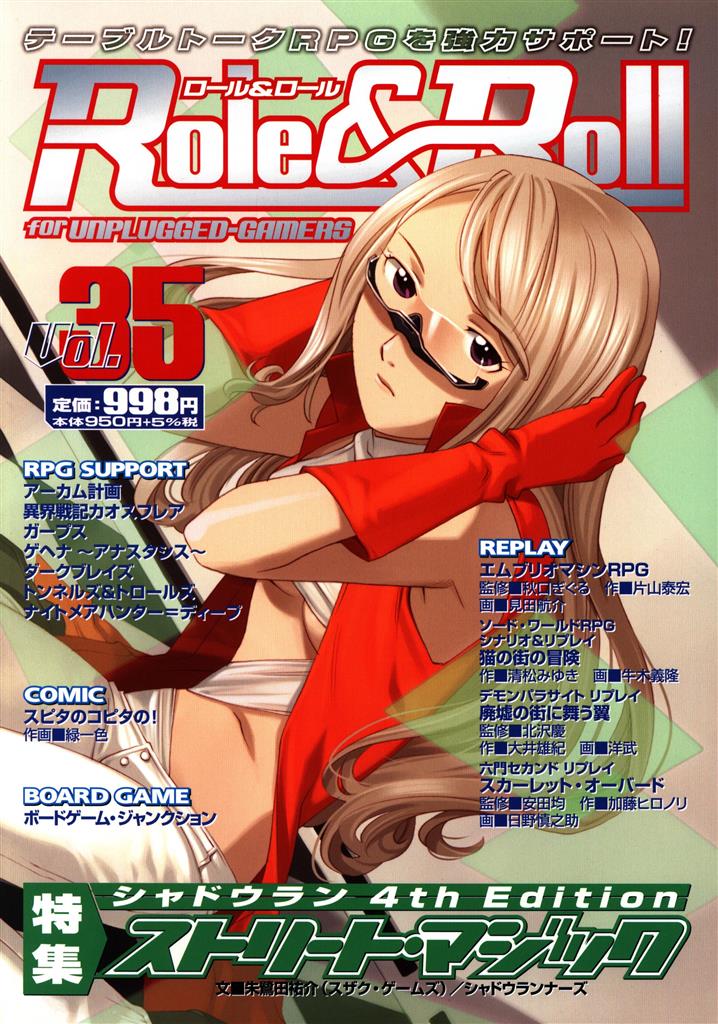 テーブルトークRPGを強力サポート!
ロール&ロール
Role&Roll
for UNPLUGGED-GAMERS
Vol.35
定価:998円
本体950円+5%税
RPG SUPPORT
アーカム計画
異界戦記カオスフレア
ガープス
ゲヘナ 〜アナスタシス〜
ダークブレイズ
トンネルズ&トロールズ
ナイトメアハンター=ディープ
COMIC
スピタのコピタの!
作画■緑一色
BOARD GAME
ボードゲーム・ジャンクション
REPLAY
エムブリオマシンRPG
監修■秋口ぎぐる 作■片山泰宏
画■見田航介
ソード・ワールドRPG
シナリオ&リプレイ
猫の街の冒険
作■清松みゆき 画■牛木義隆
デモンパラサイト リプレイ
廃墟の街に舞う翼
監修■北沢慶
作■大井雄紀 画■洋武
六門セカンド リプレイ
スカーレット・オーバード
監修■安田均 作■加藤ヒロノリ
画■日野慎之助
特集
シャドウラン 4th Edition
ストリート・マジック
文■朱鷺田祐介(スザク・ゲームズ)/シャドウランナーズ